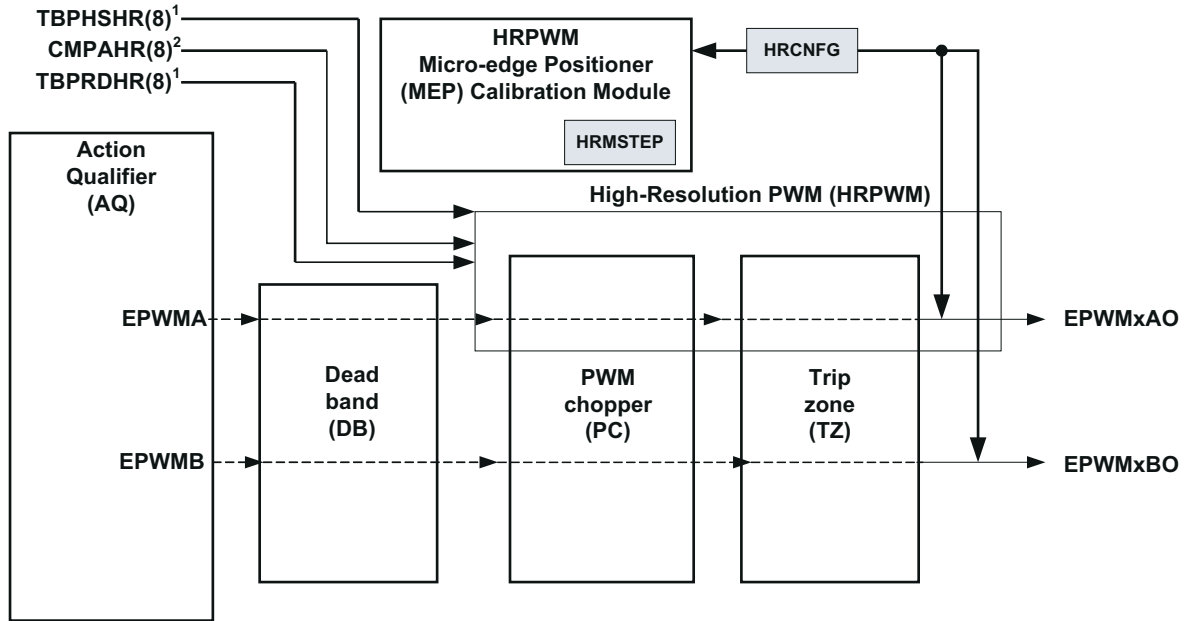 TBPHSHR(8)¹
CMPAHR(8)²
TBPRDHR(8)¹
HRPWM
Micro-edge Positioner
(MEP) Calibration Module
HRMSTEP
HRCNFG
Action
Qualifier
(AQ)
High-Resolution PWM (HRPWM)
EPWMA
EPWMxAO
Dead
band
(DB)
PWM
chopper
(PC)
Trip
zone
(TZ)
EPWMB
EPWMxBO